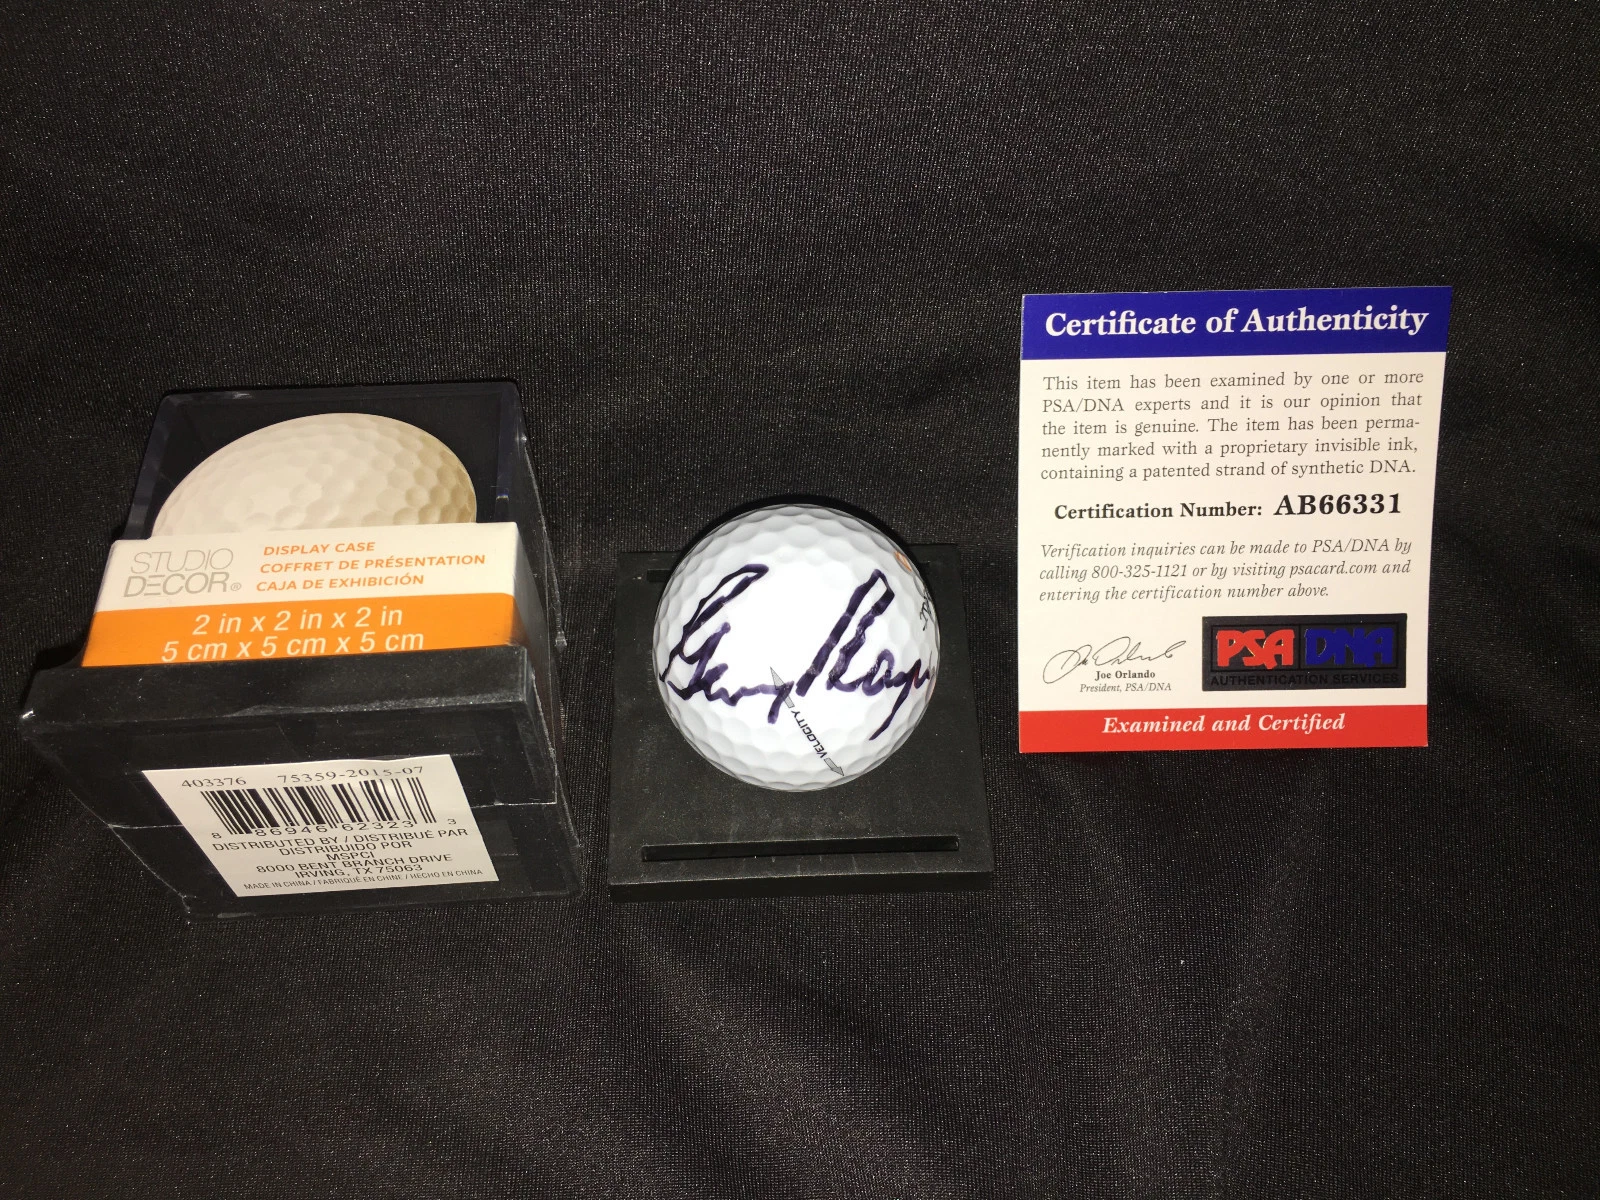 STUDIO
DECOR®
DISPLAY CASE
COFFRET DE PRÉSENTATION
CAJA DE EXHIBICIÓN
2 in x 2 in x 2 in
5 cm x 5 cm x 5 cm
403376 75359-2015-07
8 86946 62323 3
DISTRIBUTED BY / DISTRIBUÉ PAR
DISTRIBUIDO POR
MSPCI
8000 BENT BRANCH DRIVE
IRVING, TX 75063
MADE IN CHINA / FABRIQUÉ EN CHINE / HECHO EN CHINA
Gary Player
VELOCITY
Certificate of Authenticity
This item has been examined by one or more
PSA/DNA experts and it is our opinion that
the item is genuine. The item has been perma-
nently marked with a proprietary invisible ink,
containing a patented strand of synthetic DNA.
Certification Number: AB66331
Verification inquiries can be made to PSA/DNA by
calling 800-325-1121 or by visiting psacard.com and
entering the certification number above.
Joe Orlando
President, PSA/DNA
PSA DNA
AUTHENTICATION SERVICES
Examined and Certified